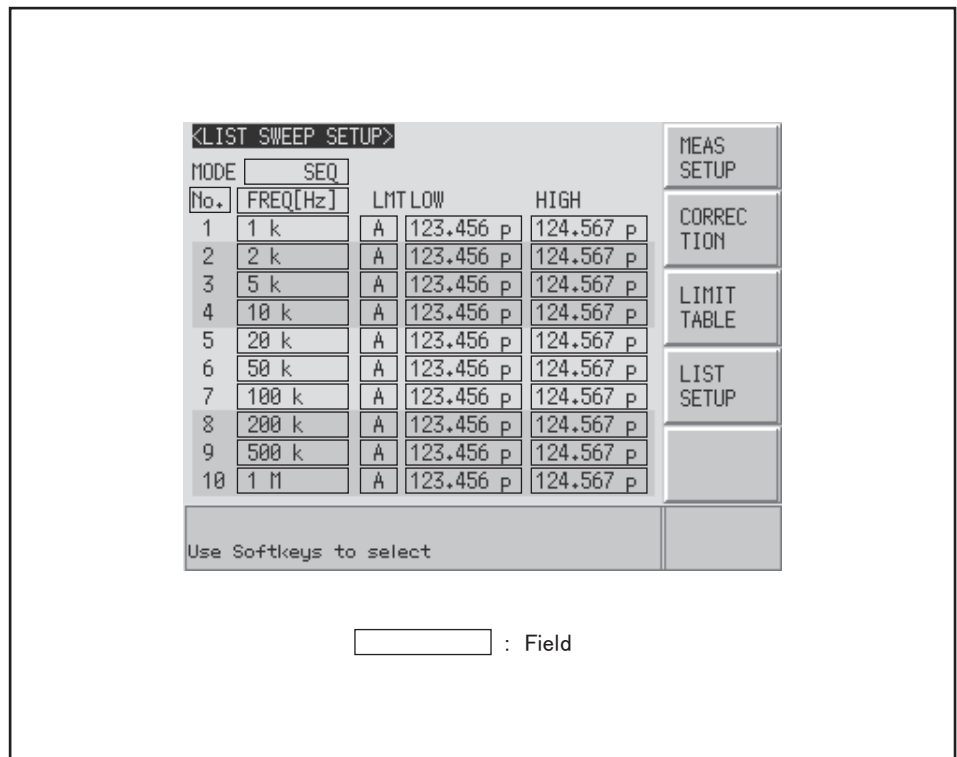 <LIST SWEEP SETUP>
MODE SEQ
No. FREQ[Hz] LMT LOW HIGH
1 1 k A 123.456 p 124.567 p
2 2 k A 123.456 p 124.567 p
3 5 k A 123.456 p 124.567 p
4 10 k A 123.456 p 124.567 p
5 20 k A 123.456 p 124.567 p
6 50 k A 123.456 p 124.567 p
7 100 k A 123.456 p 124.567 p
8 200 k A 123.456 p 124.567 p
9 500 k A 123.456 p 124.567 p
10 1 M A 123.456 p 124.567 p
MEAS
SETUP
CORREC
TION
LIMIT
TABLE
LIST
SETUP
Use Softkeys to select
: Field